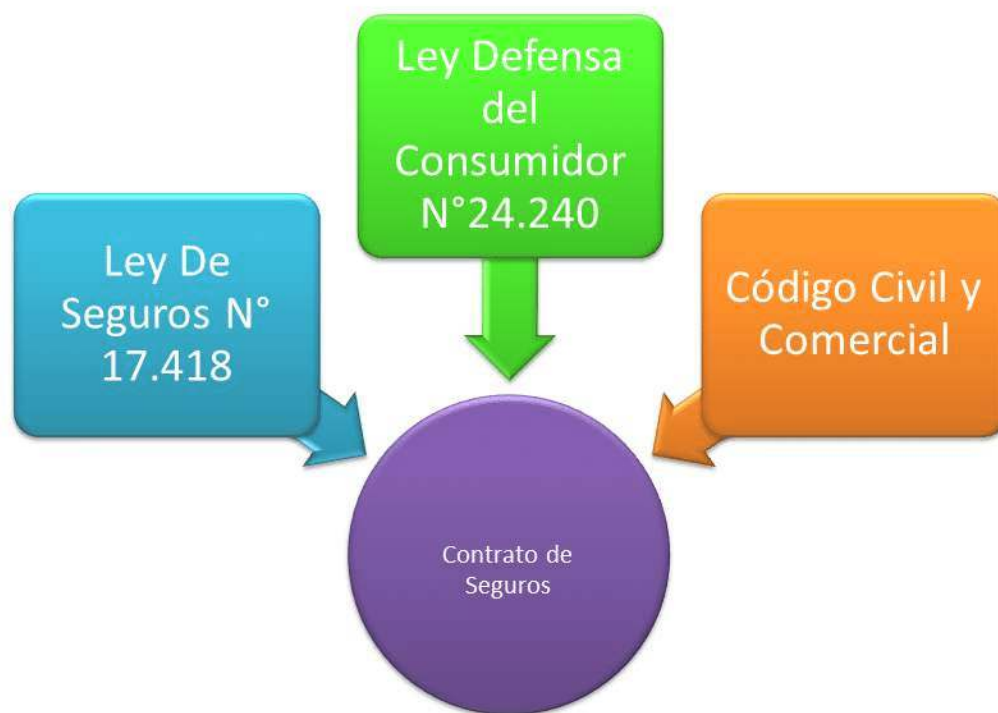 Ley Defensa
del
Consumidor
N°24.240
Ley De
Seguros N°
17.418
Código Civil y
Comercial
Contrato de
Seguros